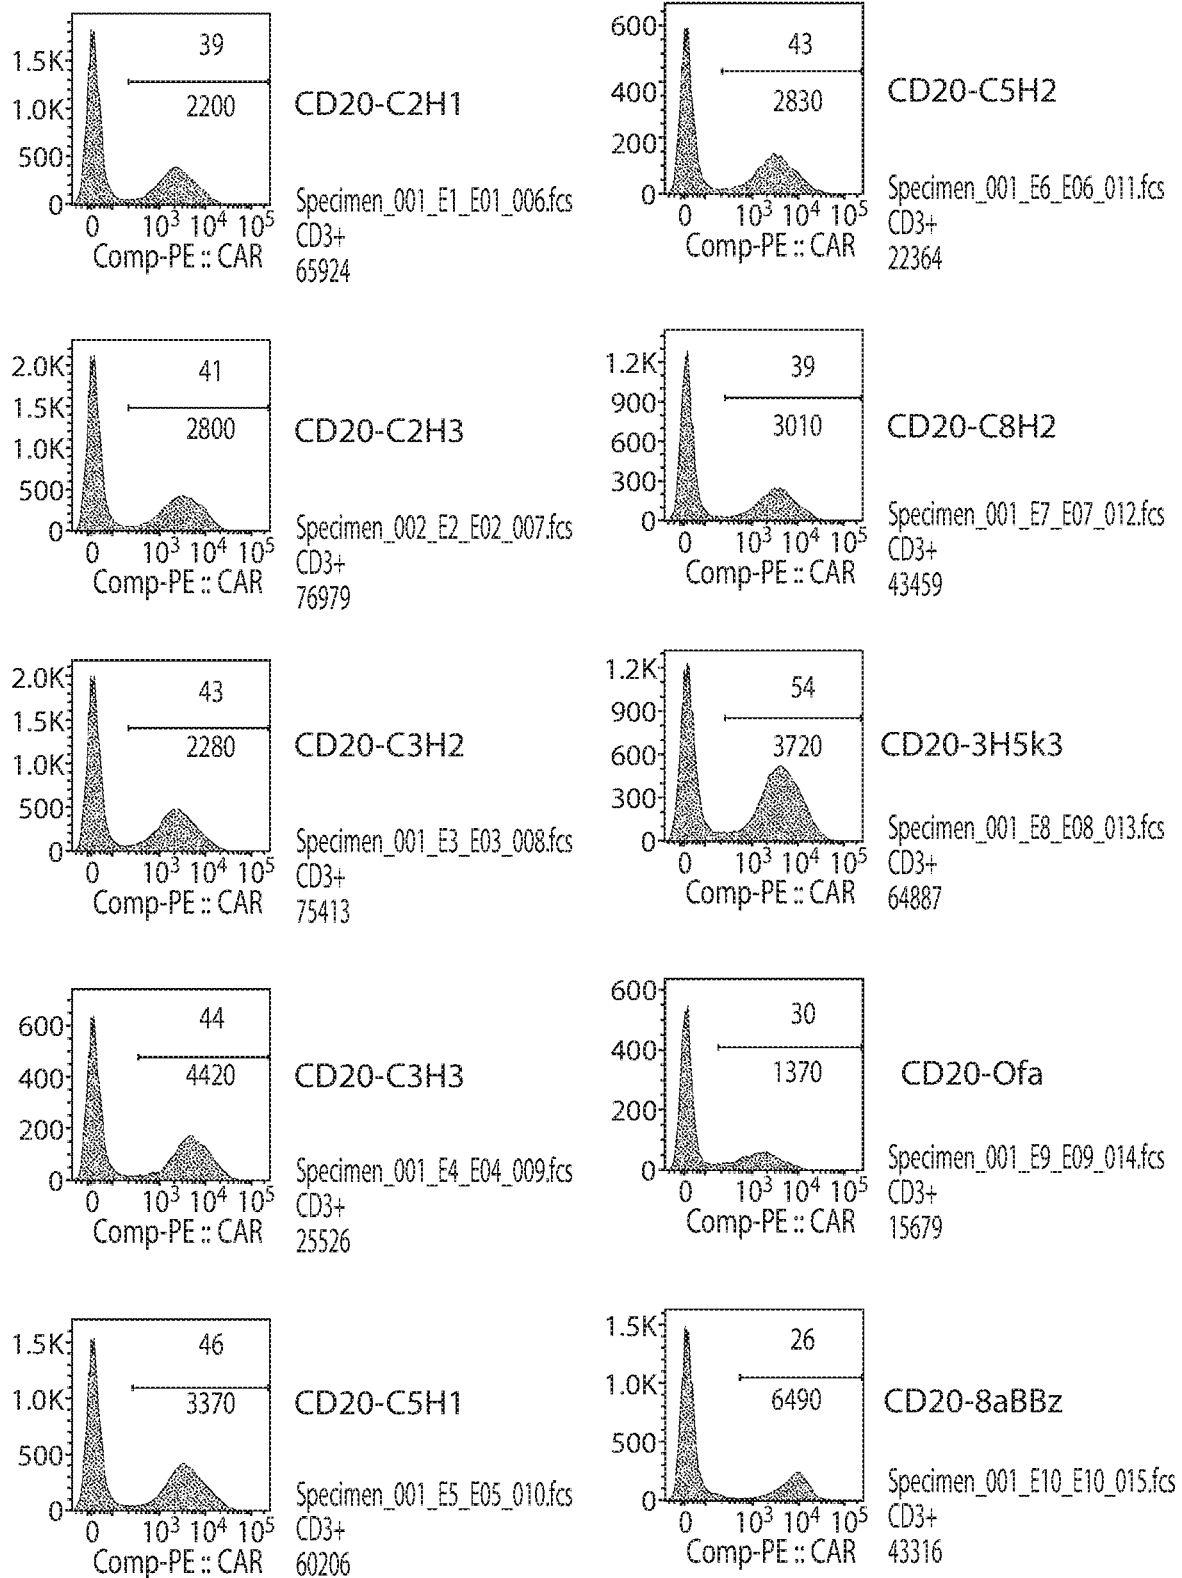 39
1.5K
1.0K
500
0
2200
0 10³ 10⁴ 10⁵
Comp-PE :: CAR
CD20-C2H1
Specimen_001_E1_E01_006.fcs
CD3+
65924
600
400
200
0
43
2830
0 10³ 10⁴ 10⁵
Comp-PE :: CAR
CD20-C5H2
Specimen_001_E6_E06_011.fcs
CD3+
22364
2.0K
1.5K
1.0K
500
0
41
2800
0 10³ 10⁴ 10⁵
Comp-PE :: CAR
CD20-C2H3
Specimen_002_E2_E02_007.fcs
CD3+
76979
1.2K
900
600
300
0
39
3010
0 10³ 10⁴ 10⁵
Comp-PE :: CAR
CD20-C8H2
Specimen_001_E7_E07_012.fcs
CD3+
43459
2.0K
1.5K
1.0K
500
0
43
2280
0 10³ 10⁴ 10⁵
Comp-PE :: CAR
CD20-C3H2
Specimen_001_E3_E03_008.fcs
CD3+
75413
1.2K
900
600
300
0
54
3720
0 10³ 10⁴ 10⁵
Comp-PE :: CAR
CD20-3H5k3
Specimen_001_E8_E08_013.fcs
CD3+
64887
600
400
200
0
44
4420
0 10³ 10⁴ 10⁵
Comp-PE :: CAR
CD20-C3H3
Specimen_001_E4_E04_009.fcs
CD3+
25526
600
400
200
0
30
1370
0 10³ 10⁴ 10⁵
Comp-PE :: CAR
CD20-Ofa
Specimen_001_E9_E09_014.fcs
CD3+
15679
1.5K
1.0K
500
0
46
3370
0 10³ 10⁴ 10⁵
Comp-PE :: CAR
CD20-C5H1
Specimen_001_E5_E05_010.fcs
CD3+
60206
1.5K
1.0K
500
0
26
6490
0 10³ 10⁴ 10⁵
Comp-PE :: CAR
CD20-8aBBz
Specimen_001_E10_E10_015.fcs
CD3+
43316